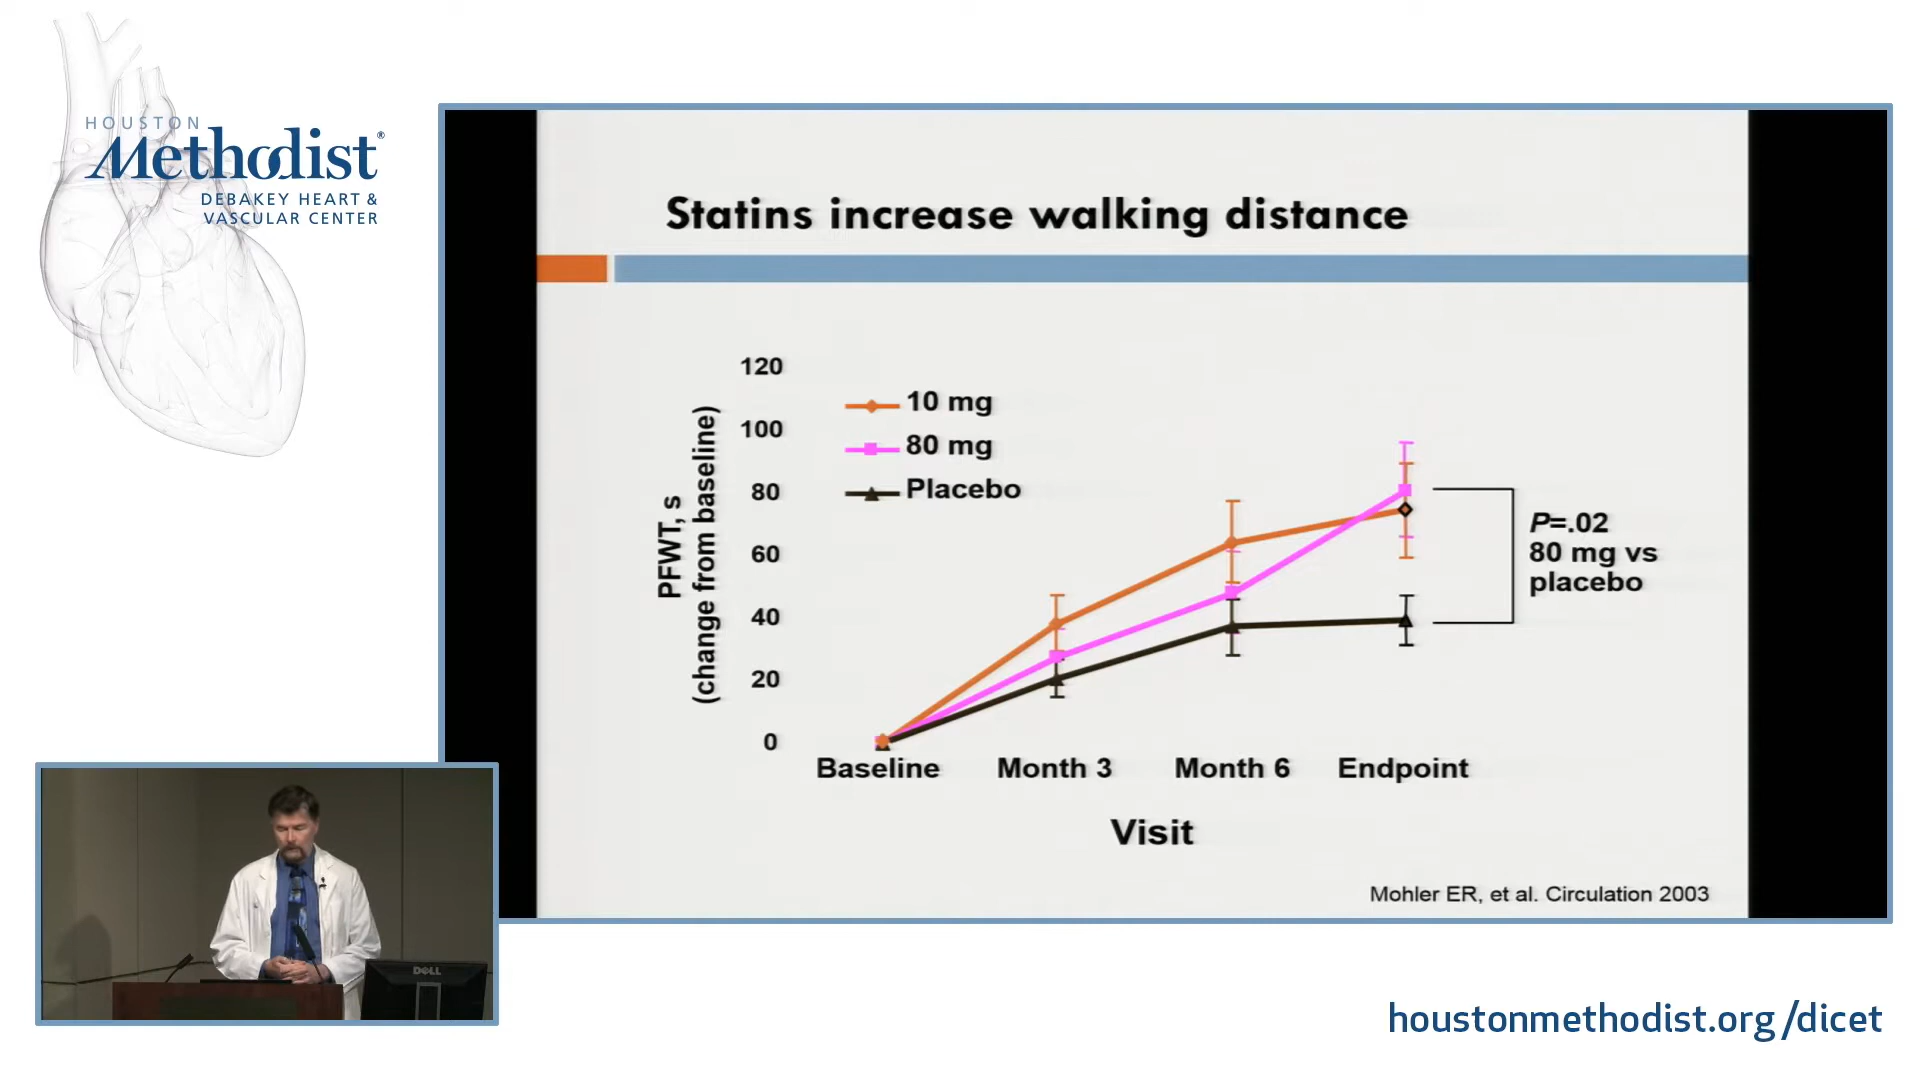 HOUSTON
Methodist®
DEBAKEY HEART &
VASCULAR CENTER
Statins increase walking distance
120
100
80
60
40
20
0
PFWT, s
(change from baseline)
10 mg
80 mg
Placebo
P=.02
80 mg vs
placebo
Baseline Month 3 Month 6 Endpoint
Visit
Mohler ER, et al. Circulation 2003
DELL
houstonmethodist.org/dicet